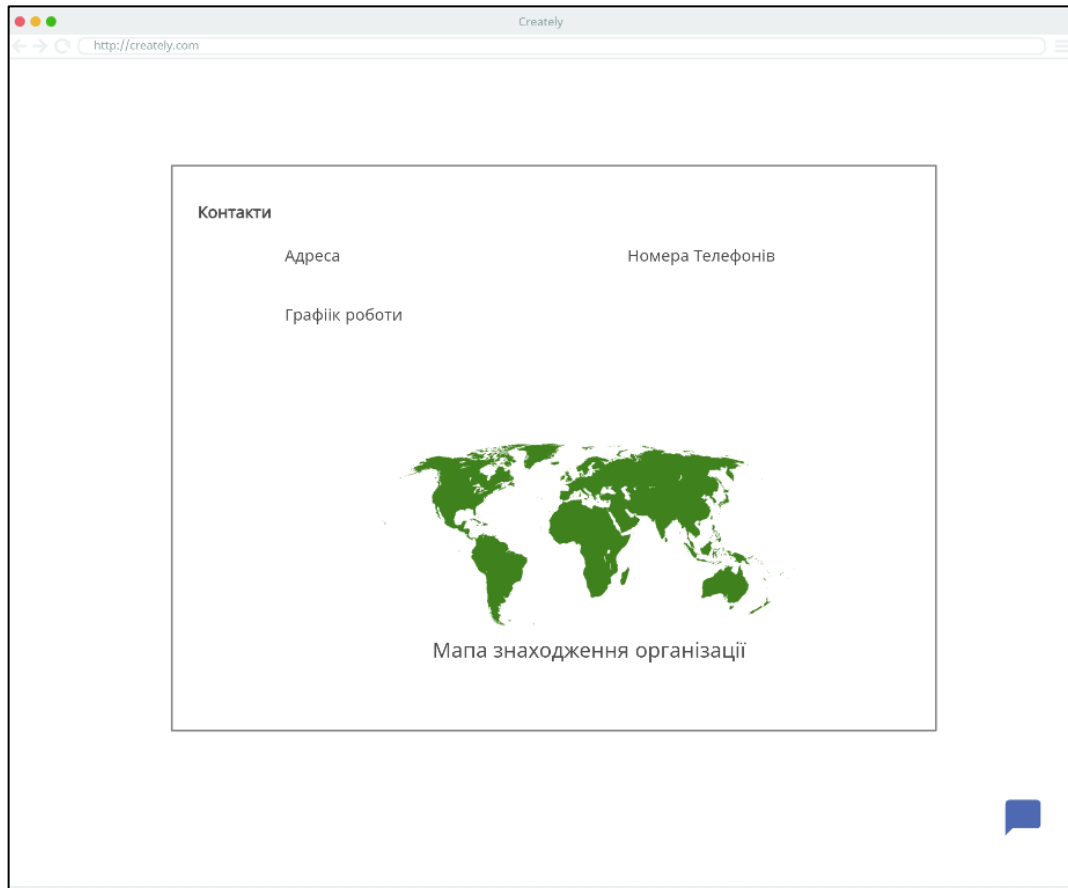 Creately
http://creately.com
Контакти
Адреса
Номера Телефонів
Графіік роботи
Мапа знаходження організації